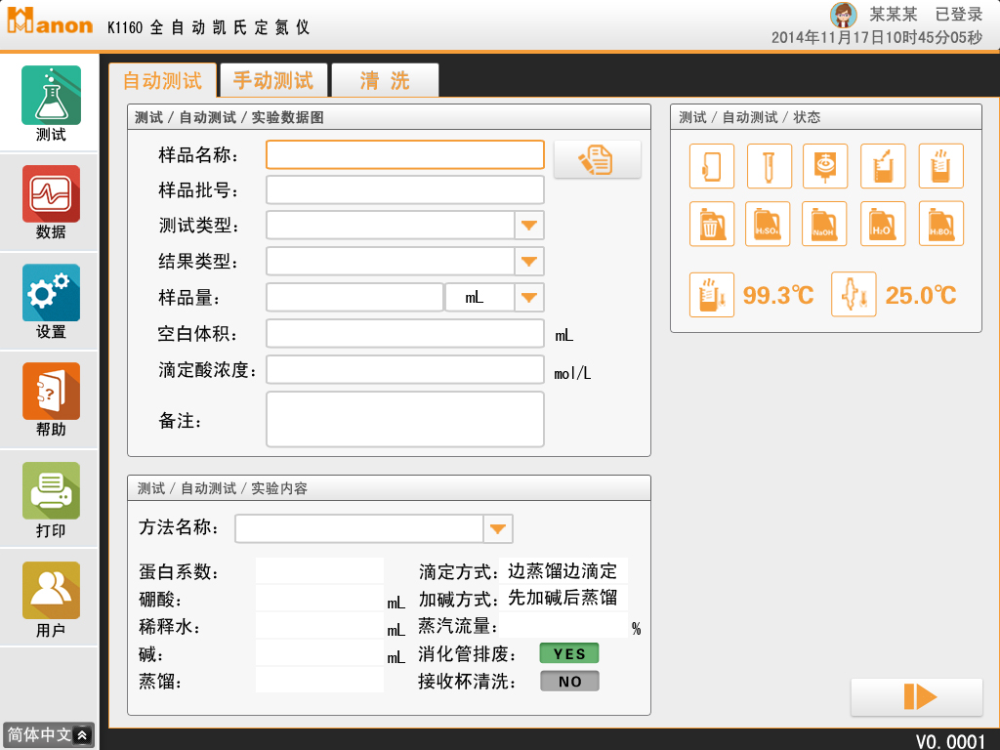 Hanon K1160 全自动凯氏定氮仪
某某某 已登录
2014年11月17日10时45分05秒
测试
数据
设置
帮助
打印
用户
简体中文
自动测试 手动测试 清 洗
测试 / 自动测试 / 实验数据图
样品名称:
样品批号:
测试类型:
结果类型:
样品量: mL
空白体积: mL
滴定酸浓度: mol/L
备注:
测试 / 自动测试 / 实验内容
方法名称:
蛋白系数: 滴定方式: 边蒸馏边滴定
硼酸: mL 加碱方式: 先加碱后蒸馏
稀释水: mL 蒸汽流量: %
碱: mL 消化管排废: YES
蒸馏: 接收杯清洗: NO
测试 / 自动测试 / 状态
H₂SO₄ NaOH H₂O H₃BO₃
99.3℃ 25.0℃
V0.0001